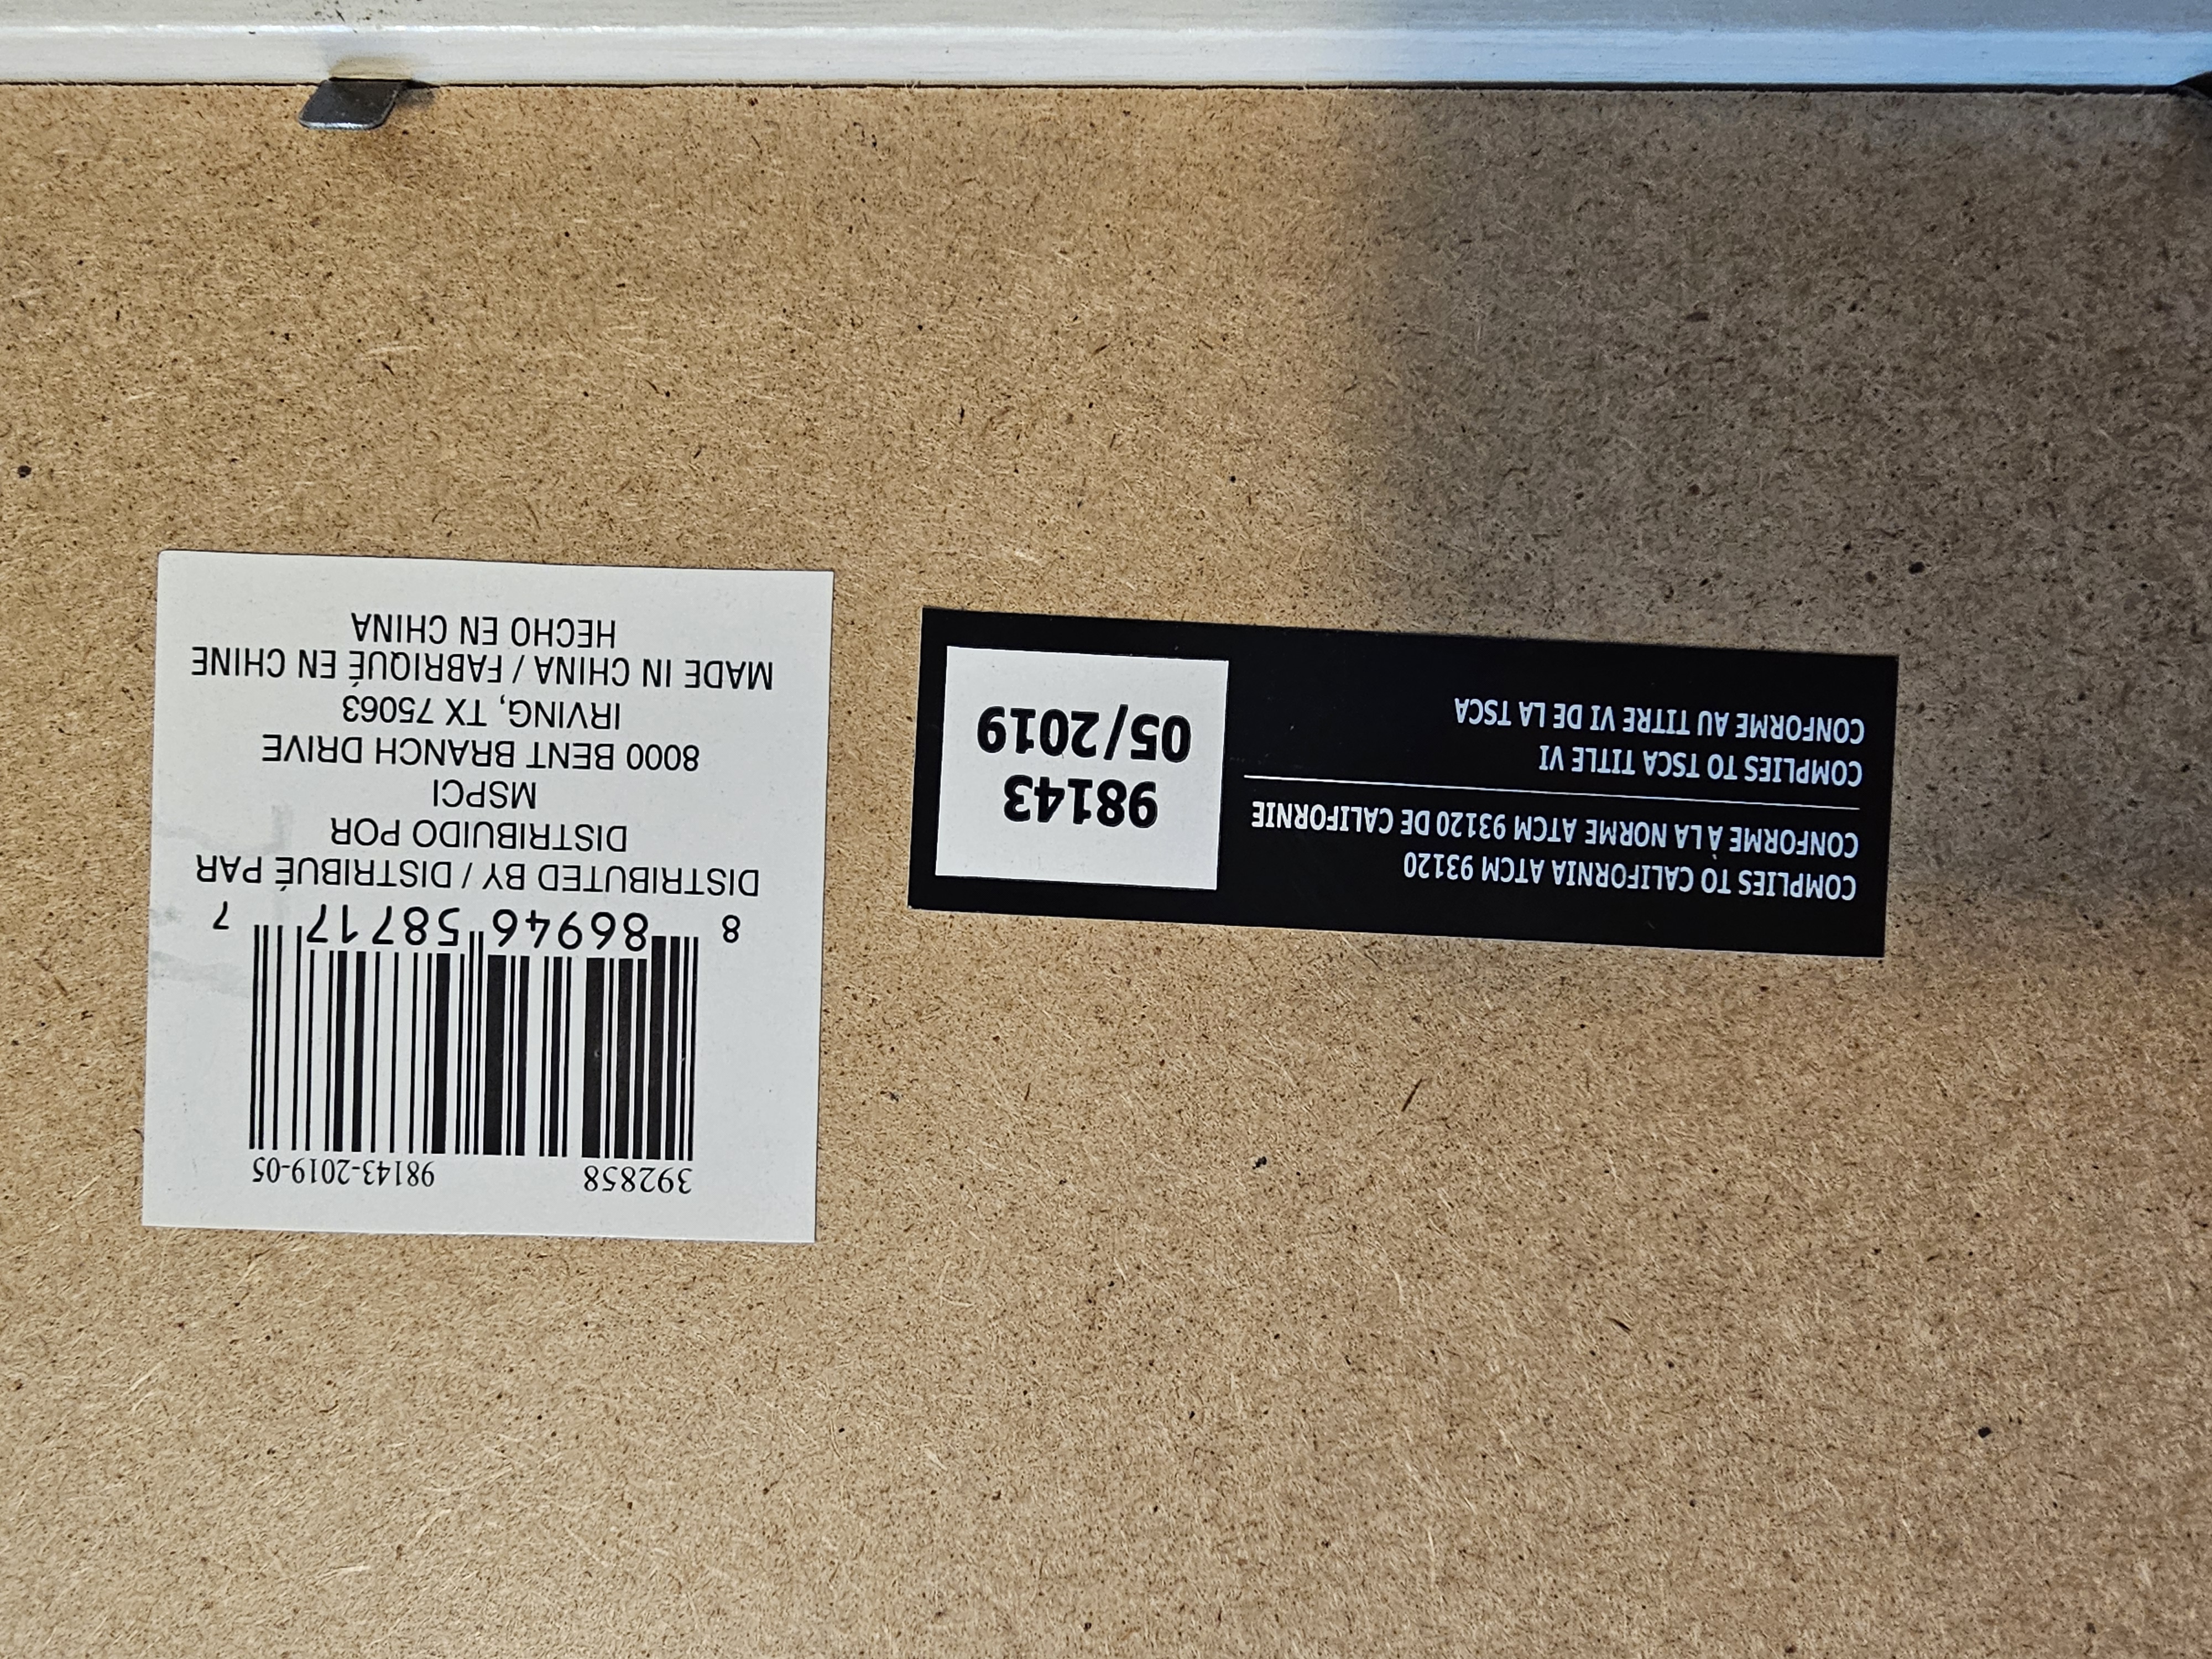 392858 98143-2019-05
8 86946 58717 7
DISTRIBUTED BY / DISTRIBUÉ PAR
DISTRIBUIDO POR
MSPCI
8000 BENT BRANCH DRIVE
IRVING, TX 75063
MADE IN CHINA / FABRIQUÉ EN CHINE
HECHO EN CHINA
COMPLIES TO CALIFORNIA ATCM 93120
CONFORME À LA NORME ATCM 93120 DE CALIFORNIE
COMPLIES TO TSCA TITLE VI
CONFORME AU TITRE VI DE LA TSCA
98143
05/2019